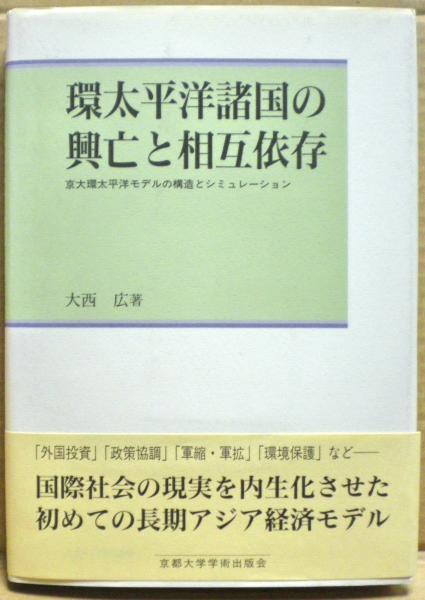 環太平洋諸国の
興亡と相互依存
京大環太平洋モデルの構造とシミュレーション
大西 広著
「外国投資」「政策協調」「軍縮・軍拡」「環境保護」など──
国際社会の現実を内生化させた
初めての長期アジア経済モデル
京都大学学術出版会